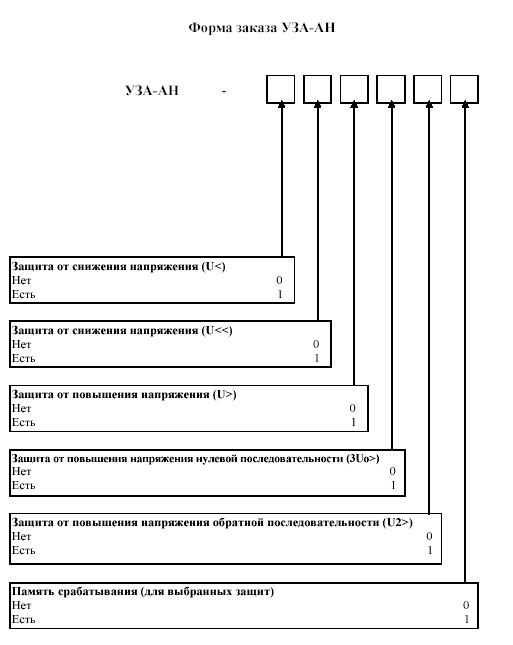 Форма заказа УЗА-АН
УЗА-АН -
Защита от снижения напряжения (U<)
Нет 0
Есть 1
Защита от снижения напряжения (U<<)
Нет 0
Есть 1
Защита от повышения напряжения (U>)
Нет 0
Есть 1
Защита от повышения напряжения нулевой последовательности (3Uo>)
Нет 0
Есть 1
Защита от повышения напряжения обратной последовательности (U2>)
Нет 0
Есть 1
Память срабатывания (для выбранных защит)
Нет 0
Есть 1